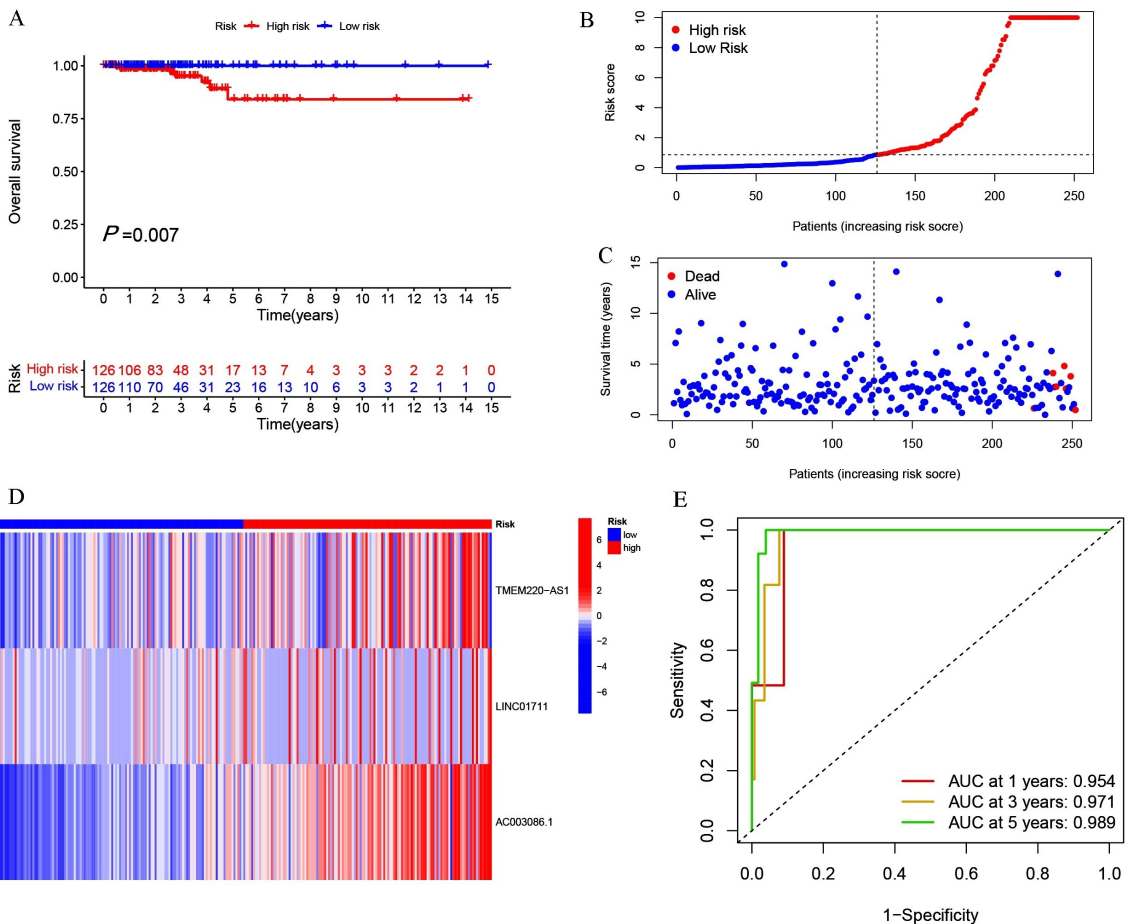 A
Risk High risk Low risk
Overall survival
1.00
0.75
0.50
0.25
0.00
P =0.007
0 1 2 3 4 5 6 7 8 9 10 11 12 13 14 15
Time(years)
Risk
High risk 126 106 83 48 31 17 13 7 4 3 3 3 2 2 1 0
Low risk 126 110 70 46 31 23 16 13 10 6 3 3 2 1 1 0
0 1 2 3 4 5 6 7 8 9 10 11 12 13 14 15
Time(years)
B
High risk
Low Risk
Risk score
10
8
6
4
2
0
0 50 100 150 200 250
Patients (increasing risk socre)
C
Dead
Alive
Survival time (years)
15
10
5
0
0 50 100 150 200 250
Patients (increasing risk socre)
D
Risk
TMEM220-AS1
LINC01711
AC003086.1
6
4
2
0
−2
−4
−6
Risk
low
high
E
Sensitivity
1.0
0.8
0.6
0.4
0.2
0.0
AUC at 1 years: 0.954
AUC at 3 years: 0.971
AUC at 5 years: 0.989
0.0 0.2 0.4 0.6 0.8 1.0
1−Specificity